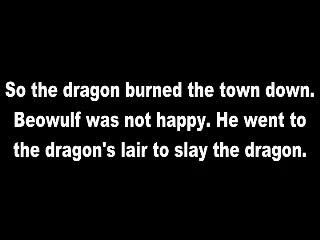 So the dragon burned the town down.
Beowulf was not happy. He went to
the dragon's lair to slay the dragon.